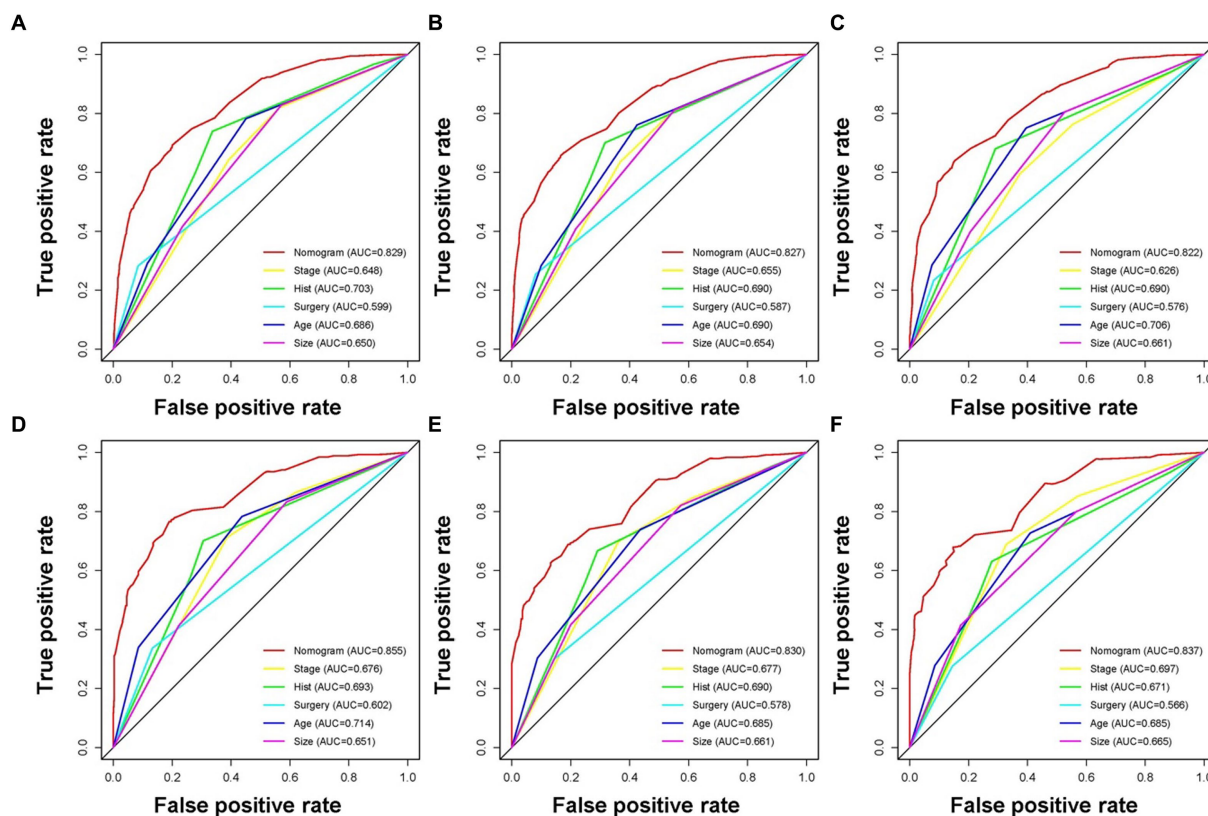 A
True positive rate
0.0 0.2 0.4 0.6 0.8 1.0
Nomogram (AUC=0.829)
Stage (AUC=0.648)
Hist (AUC=0.703)
Surgery (AUC=0.599)
Age (AUC=0.686)
Size (AUC=0.650)
0.0 0.2 0.4 0.6 0.8 1.0
False positive rate
B
True positive rate
0.0 0.2 0.4 0.6 0.8 1.0
Nomogram (AUC=0.827)
Stage (AUC=0.655)
Hist (AUC=0.690)
Surgery (AUC=0.587)
Age (AUC=0.690)
Size (AUC=0.654)
0.0 0.2 0.4 0.6 0.8 1.0
False positive rate
C
True positive rate
0.0 0.2 0.4 0.6 0.8 1.0
Nomogram (AUC=0.822)
Stage (AUC=0.626)
Hist (AUC=0.690)
Surgery (AUC=0.576)
Age (AUC=0.706)
Size (AUC=0.661)
0.0 0.2 0.4 0.6 0.8 1.0
False positive rate
D
True positive rate
0.0 0.2 0.4 0.6 0.8 1.0
Nomogram (AUC=0.855)
Stage (AUC=0.676)
Hist (AUC=0.693)
Surgery (AUC=0.602)
Age (AUC=0.714)
Size (AUC=0.651)
0.0 0.2 0.4 0.6 0.8 1.0
False positive rate
E
True positive rate
0.0 0.2 0.4 0.6 0.8 1.0
Nomogram (AUC=0.830)
Stage (AUC=0.677)
Hist (AUC=0.690)
Surgery (AUC=0.578)
Age (AUC=0.685)
Size (AUC=0.661)
0.0 0.2 0.4 0.6 0.8 1.0
False positive rate
F
True positive rate
0.0 0.2 0.4 0.6 0.8 1.0
Nomogram (AUC=0.837)
Stage (AUC=0.697)
Hist (AUC=0.671)
Surgery (AUC=0.566)
Age (AUC=0.685)
Size (AUC=0.665)
0.0 0.2 0.4 0.6 0.8 1.0
False positive rate